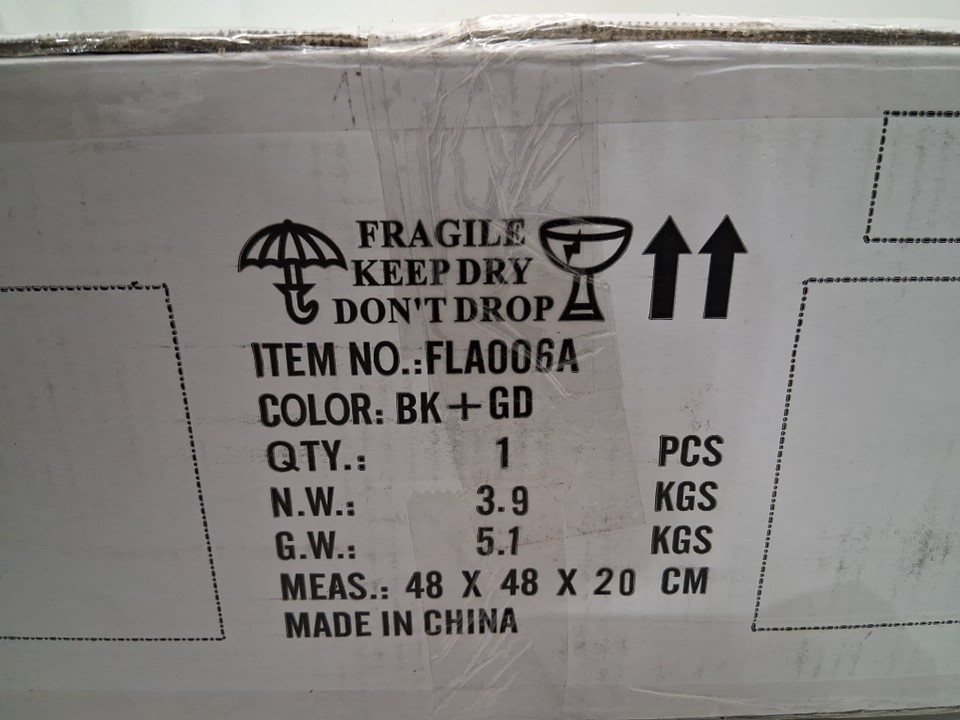 FRAGILE
KEEP DRY
DON'T DROP
ITEM NO.:FLA006A
COLOR: BK+GD
QTY.: 1 PCS
N.W.: 3.9 KGS
G.W.: 5.1 KGS
MEAS.: 48 X 48 X 20 CM
MADE IN CHINA